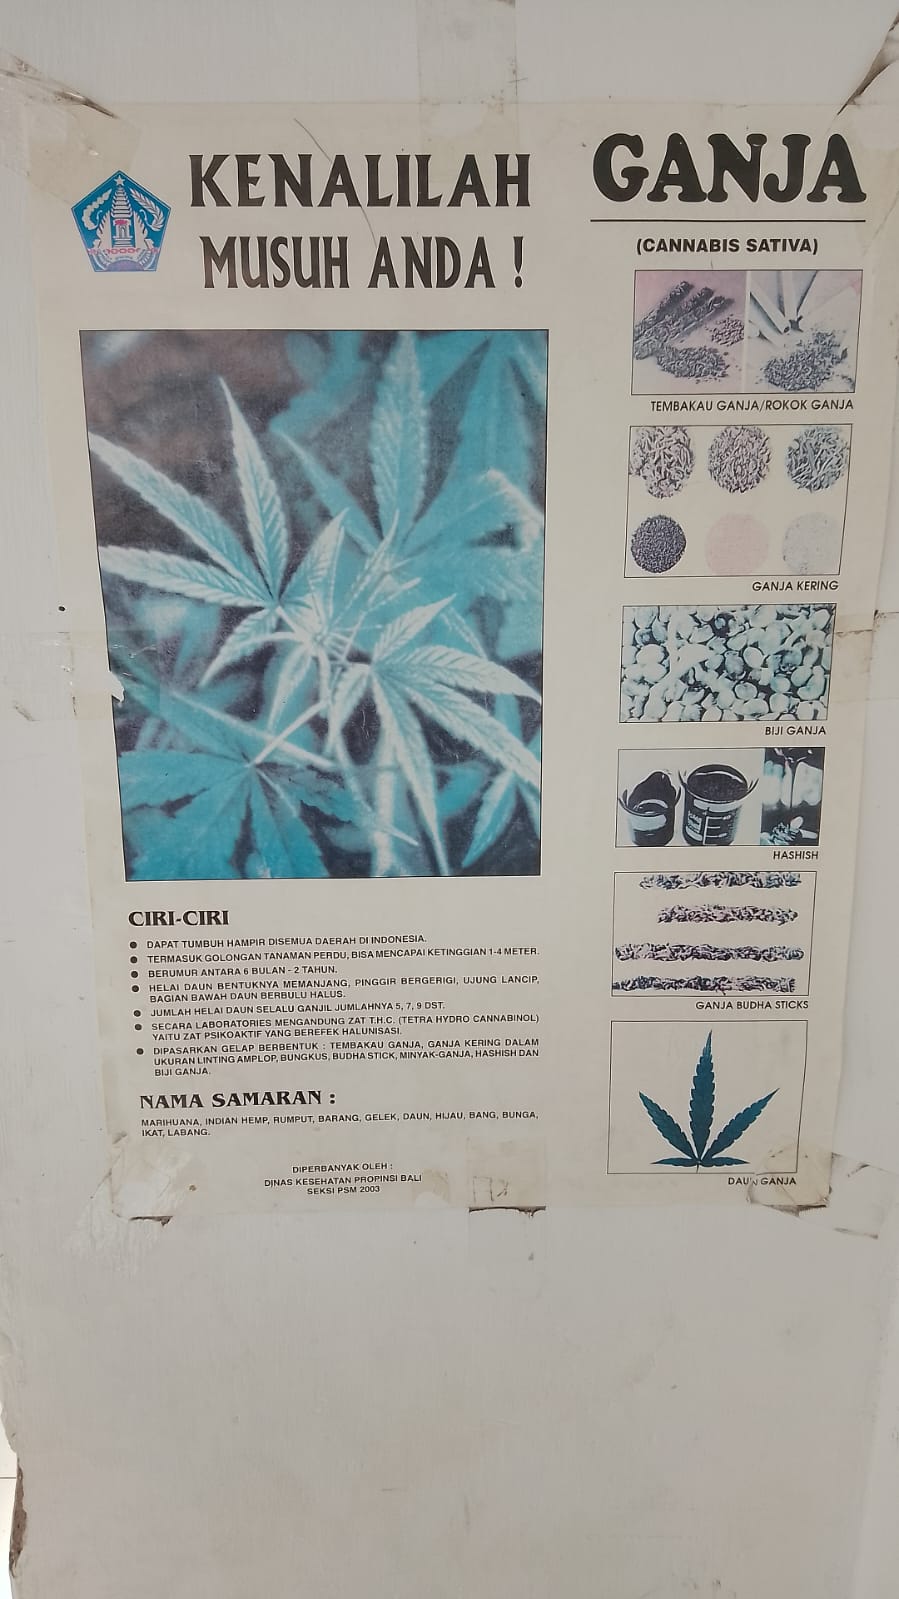 KENALILAH
MUSUH ANDA !
GANJA
(CANNABIS SATIVA)
TEMBAKAU GANJA/ROKOK GANJA
GANJA KERING
BIJI GANJA
HASHISH
GANJA BUDHA STICKS
DAUN GANJA
CIRI-CIRI
● DAPAT TUMBUH HAMPIR DISEMUA DAERAH DI INDONESIA.
● TERMASUK GOLONGAN TANAMAN PERDU, BISA MENCAPAI KETINGGIAN 1-4 METER.
● BERUMUR ANTARA 6 BULAN - 2 TAHUN.
● HELAI DAUN BENTUKNYA MEMANJANG, PINGGIR BERGERIGI, UJUNG LANCIP,
BAGIAN BAWAH DAUN BERBULU HALUS.
● JUMLAH HELAI DAUN SELALU GANJIL JUMLAHNYA 5, 7, 9 DST.
● SECARA LABORATORIES MENGANDUNG ZAT T.H.C. (TETRA HYDRO CANNABINOL)
YAITU ZAT PSIKOAKTIF YANG BEREFEK HALUNISASI.
● DIPASARKAN GELAP BERBENTUK : TEMBAKAU GANJA, GANJA KERING DALAM
UKURAN LINTING AMPLOP, BUNGKUS, BUDHA STICK, MINYAK-GANJA, HASHISH DAN
BIJI GANJA.
NAMA SAMARAN :
MARIHUANA, INDIAN HEMP, RUMPUT, BARANG, GELEK, DAUN, HIJAU, BANG, BUNGA,
IKAT, LABANG.
DIPERBANYAK OLEH :
DINAS KESEHATAN PROPINSI BALI
SEKSI PSM 2003